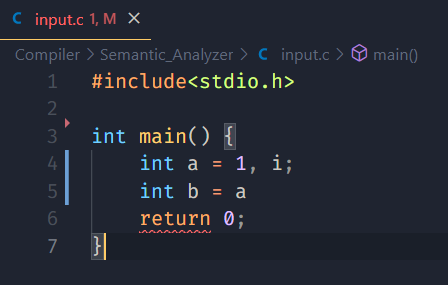 C input.c 1, M ×
Compiler > Semantic_Analyzer > C input.c > main()
1 #include<stdio.h>
2
3 int main() {
4     int a = 1, i;
5     int b = a
6     return 0;
7 }